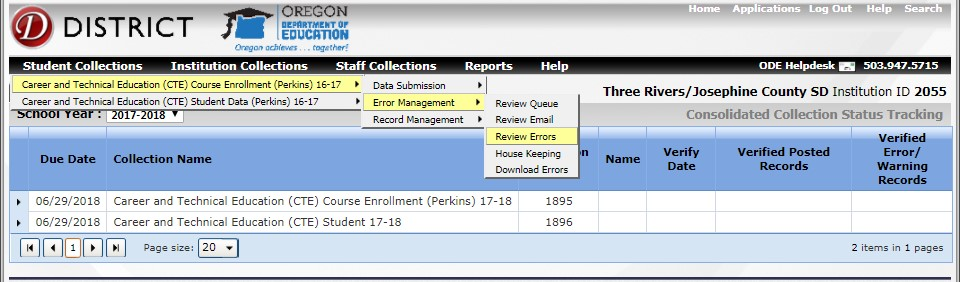 Home Applications Log Out Help Search
D DISTRICT
OREGON
DEPARTMENT OF
EDUCATION
Oregon achieves ... together!
Student Collections Institution Collections Staff Collections Reports Help ODE Helpdesk 503.947.5715
Career and Technical Education (CTE) Course Enrollment (Perkins) 16-17
Career and Technical Education (CTE) Student Data (Perkins) 16-17
Data Submission
Error Management
Record Management
Review Queue
Review Email
Review Errors
House Keeping
Download Errors
Three Rivers/Josephine County SD Institution ID 2055
School Year : 2017-2018
Consolidated Collection Status Tracking
Due Date Collection Name Name Verify Date Verified Posted Records Verified Error/ Warning Records
06/29/2018 Career and Technical Education (CTE) Course Enrollment (Perkins) 17-18 1895
06/29/2018 Career and Technical Education (CTE) Student 17-18 1896
1 Page size: 20 2 items in 1 pages